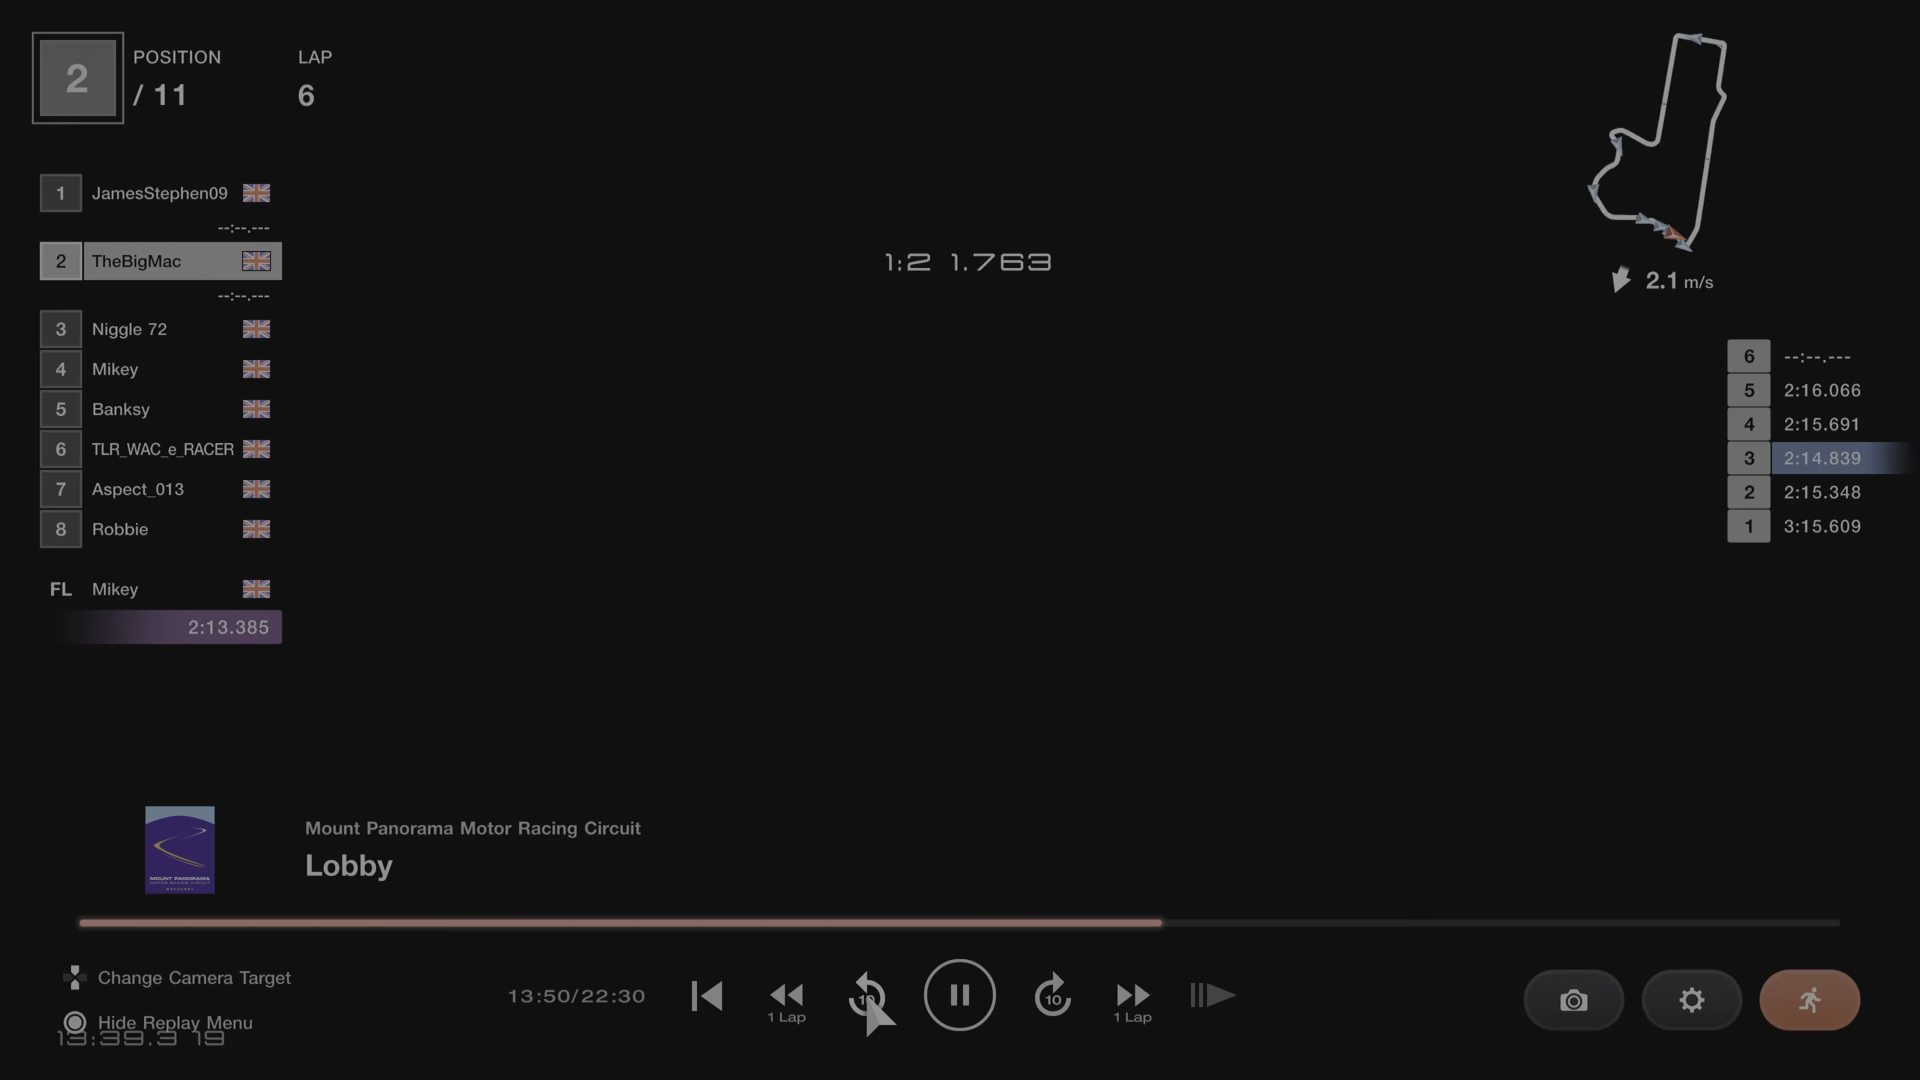 2
POSITION
/ 11
LAP
6
1 JamesStephen09
--:--.---
2 TheBigMac
--:--.---
3 Niggle 72
4 Mikey
5 Banksy
6 TLR_WAC_e_RACER
7 Aspect_013
8 Robbie
FL Mikey
2:13.385
1:21.763
2.1 m/s
6 --:--.---
5 2:16.066
4 2:15.691
3 2:14.839
2 2:15.348
1 3:15.609
MOUNT PANORAMA
Mount Panorama Motor Racing Circuit
Lobby
Change Camera Target
Hide Replay Menu
13:39.319
13:50/22:30
1 Lap
10
10
1 Lap